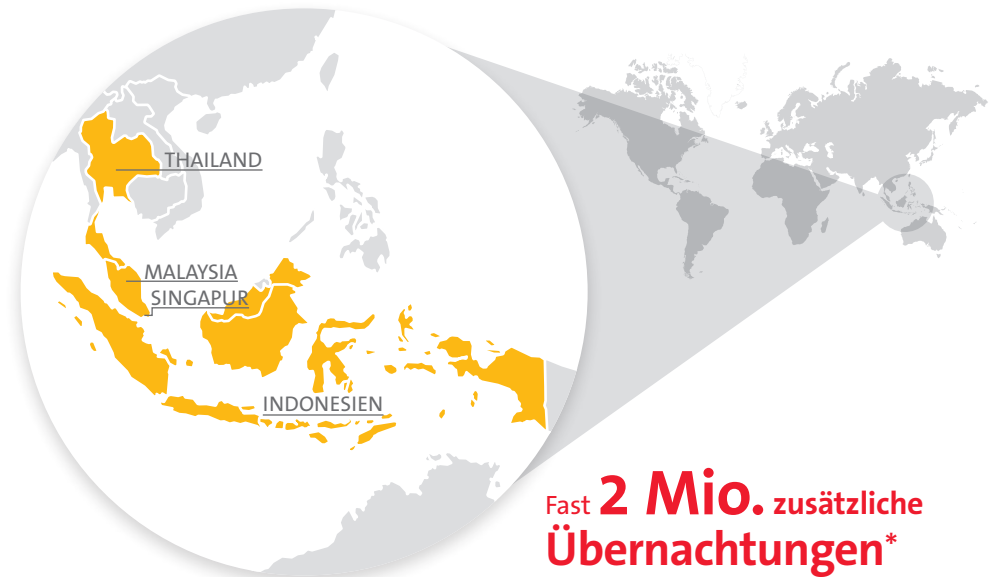 THAILAND
MALAYSIA
SINGAPUR
INDONESIEN
Fast 2 Mio. zusätzliche
Übernachtungen*